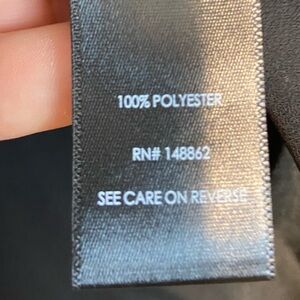 100% POLYESTER
RN# 148862
SEE CARE ON REVERSE